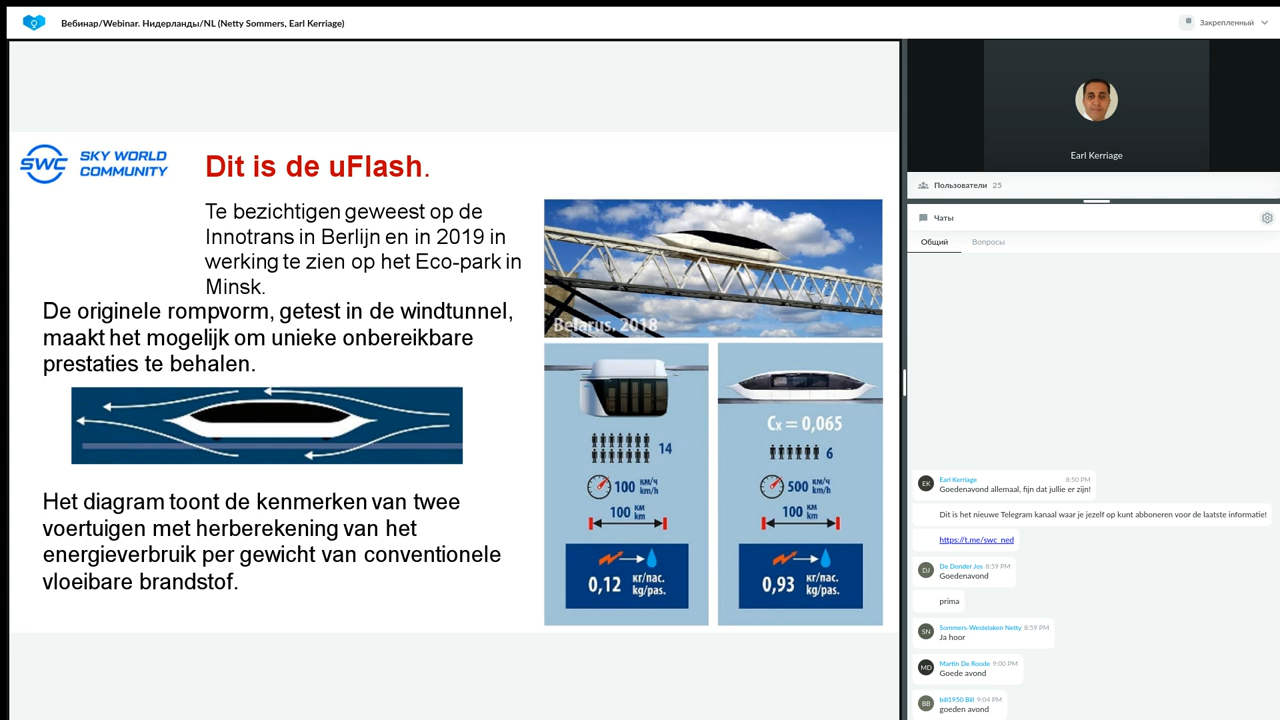 Вебинар/Webinar. Нидерланды/NL (Netty Sommers, Earl Kerriage)
Закрепленный
SWC
SKY WORLD
COMMUNITY
Dit is de uFlash.
Te bezichtigen geweest op de
Innotrans in Berlijn en in 2019 in
werking te zien op het Eco-park in
Minsk.
De originele rompvorm, getest in de windtunnel,
maakt het mogelijk om unieke onbereikbare
prestaties te behalen.
Het diagram toont de kenmerken van twee
voertuigen met herberekening van het
energieverbruik per gewicht van conventionele
vloeibare brandstof.
Belarus, 2018
14
100 км/ч
km/h
100 км
km
0,12 кг/пас.
kg/pas.
Cx = 0,065
6
500 км/ч
km/h
100 км
km
0,93 кг/пас.
kg/pas.
Earl Kerriage
Пользователи 25
Чаты
Общий Вопросы
EK
Earl Kerriage 8:50 PM
Goedenavond allemaal, fijn dat jullie er zijn!
Dit is het nieuwe Telegram kanaal waar je jezelf op kunt abboneren voor de laatste informatie!
https://t.me/swc_ned
DJ
De Donder Jos 8:59 PM
Goedenavond
prima
SN
Sommers-Westelaken Netty 8:59 PM
Ja hoor
MD
Martin De Roode 9:00 PM
Goede avond
BB
bill1950 Bill 9:04 PM
goeden avond